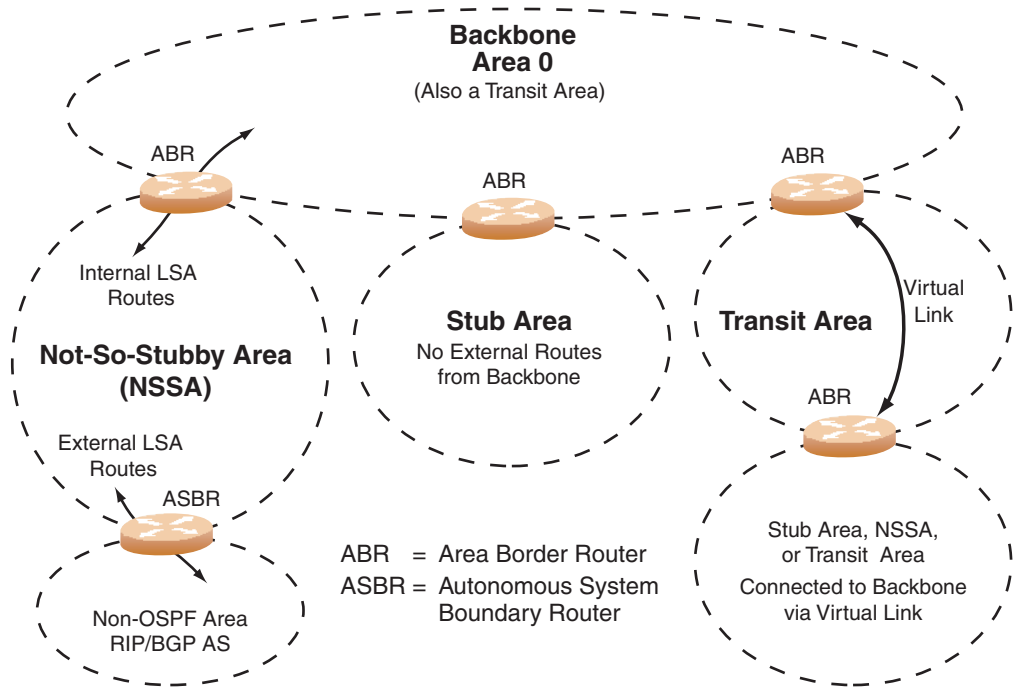 Backbone
Area 0
(Also a Transit Area)
ABR
ABR
ABR
Internal LSA
Routes
Not-So-Stubby Area
(NSSA)
External LSA
Routes
ASBR
Non-OSPF Area
RIP/BGP AS
Stub Area
No External Routes
from Backbone
Transit Area
Virtual
Link
ABR
Stub Area, NSSA,
or Transit Area
Connected to Backbone
via Virtual Link
ABR = Area Border Router
ASBR = Autonomous System
Boundary Router